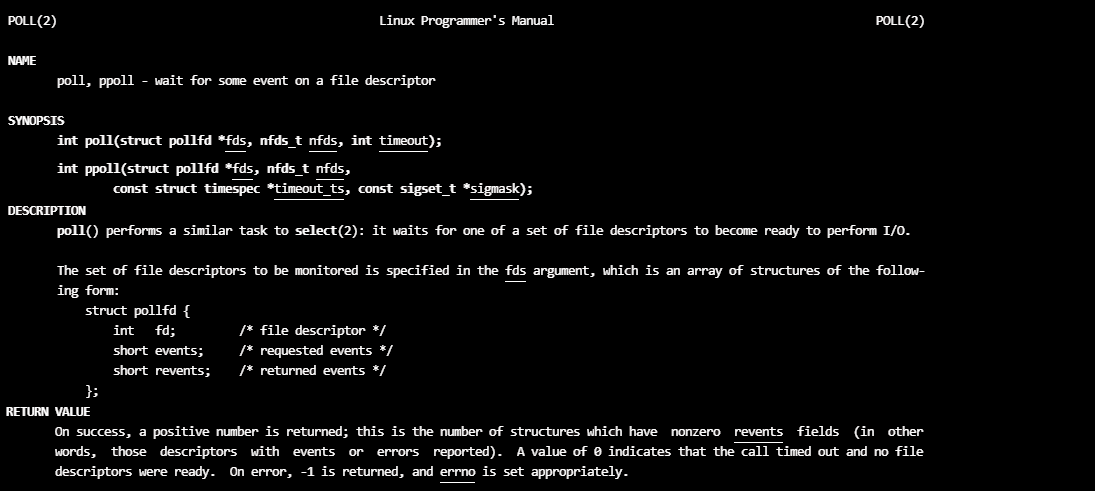 POLL(2) Linux Programmer's Manual POLL(2)
NAME
poll, ppoll - wait for some event on a file descriptor
SYNOPSIS
int poll(struct pollfd *fds, nfds_t nfds, int timeout);
int ppoll(struct pollfd *fds, nfds_t nfds,
const struct timespec *timeout_ts, const sigset_t *sigmask);
DESCRIPTION
poll() performs a similar task to select(2): it waits for one of a set of file descriptors to become ready to perform I/O.
The set of file descriptors to be monitored is specified in the fds argument, which is an array of structures of the follow-
ing form:
struct pollfd {
int fd; /* file descriptor */
short events; /* requested events */
short revents; /* returned events */
};
RETURN VALUE
On success, a positive number is returned; this is the number of structures which have nonzero revents fields (in other
words, those descriptors with events or errors reported). A value of 0 indicates that the call timed out and no file
descriptors were ready. On error, -1 is returned, and errno is set appropriately.